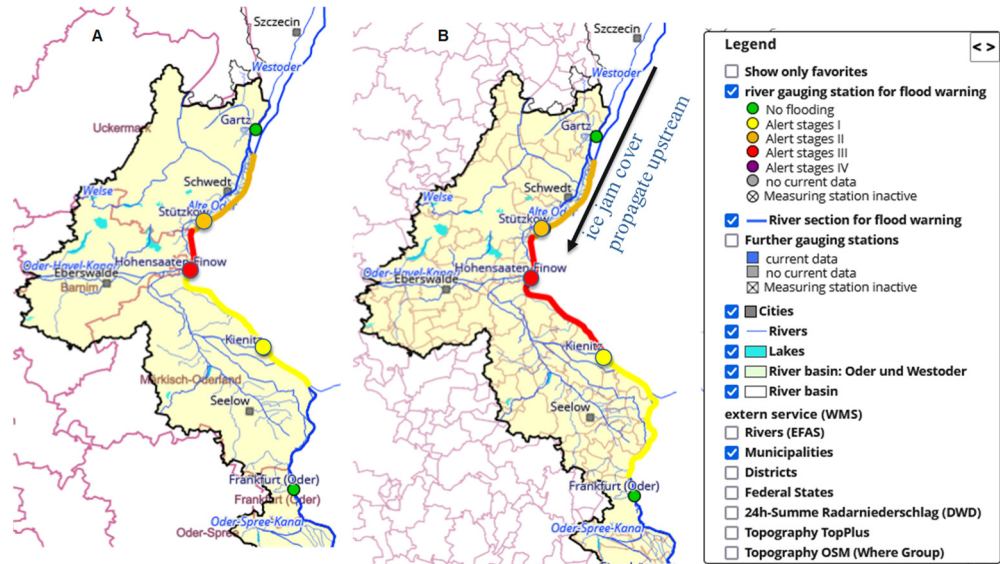 A
Szczecin
Westoder
Gartz
Uckermark
Schwedt
Welse
Alte Od
Stützkow
Hohensaaten-Finow
Oder-Havel-Kanal
Eberswalde
Barnim
Kienitz
Märkisch-Oderland
Seelow
Frankfurt (Oder)
Frankfurt (Oder)
Oder-Spree-Kanal
Oder-Spree
B
Szczecin
Westoder
Gartz
ice jam cover
propagate upstream
Schwedt
Welse
Alte Od
Stützkow
Hohensaaten-Finow
Oder-Havel-Kanal
Eberswalde
Kienitz
Seelow
Frankfurt (Oder)
Oder-Spree-Kanal
Legend
< >
Show only favorites
river gauging station for flood warning
No flooding
Alert stages I
Alert stages II
Alert stages III
Alert stages IV
no current data
Measuring station inactive
River section for flood warning
Further gauging stations
current data
no current data
Measuring station inactive
Cities
Rivers
Lakes
River basin: Oder und Westoder
River basin
extern service (WMS)
Rivers (EFAS)
Municipalities
Districts
Federal States
24h-Summe Radarniederschlag (DWD)
Topography TopPlus
Topography OSM (Where Group)